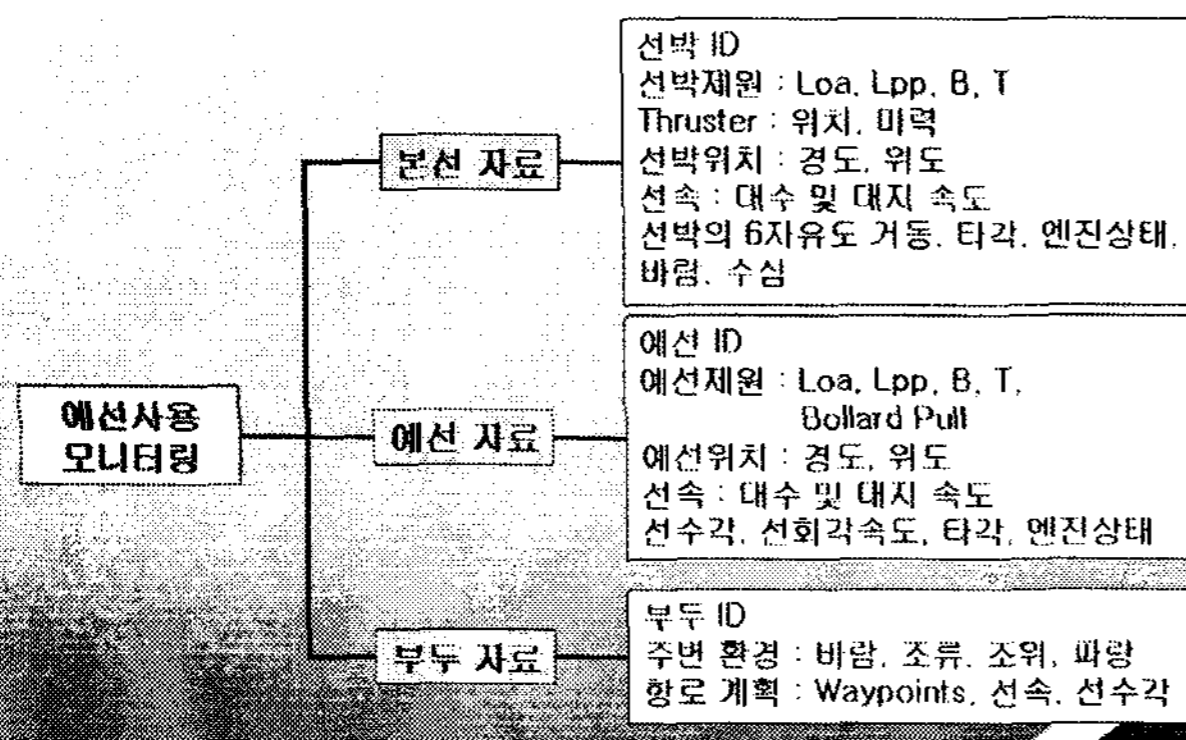 예선사용
모니터링
본선 자료
선박 ID
선박제원 : Loa, Lpp, B, T
Thruster : 위치, 마력
선박위치 : 경도, 위도
선속 : 대수 및 대지 속도
선박의 6자유도 거동, 타각, 엔진상태,
바람, 수심
예선 자료
예선 ID
예선제원 : Loa, Lpp, B, T,
Bollard Pull
예선위치 : 경도, 위도
선속 : 대수 및 대지 속도
선수각, 선회각속도, 타각, 엔진상태
부두 자료
부두 ID
주변 환경 : 바람, 조류, 조위, 파랑
항로 계획 : Waypoints, 선속, 선수각